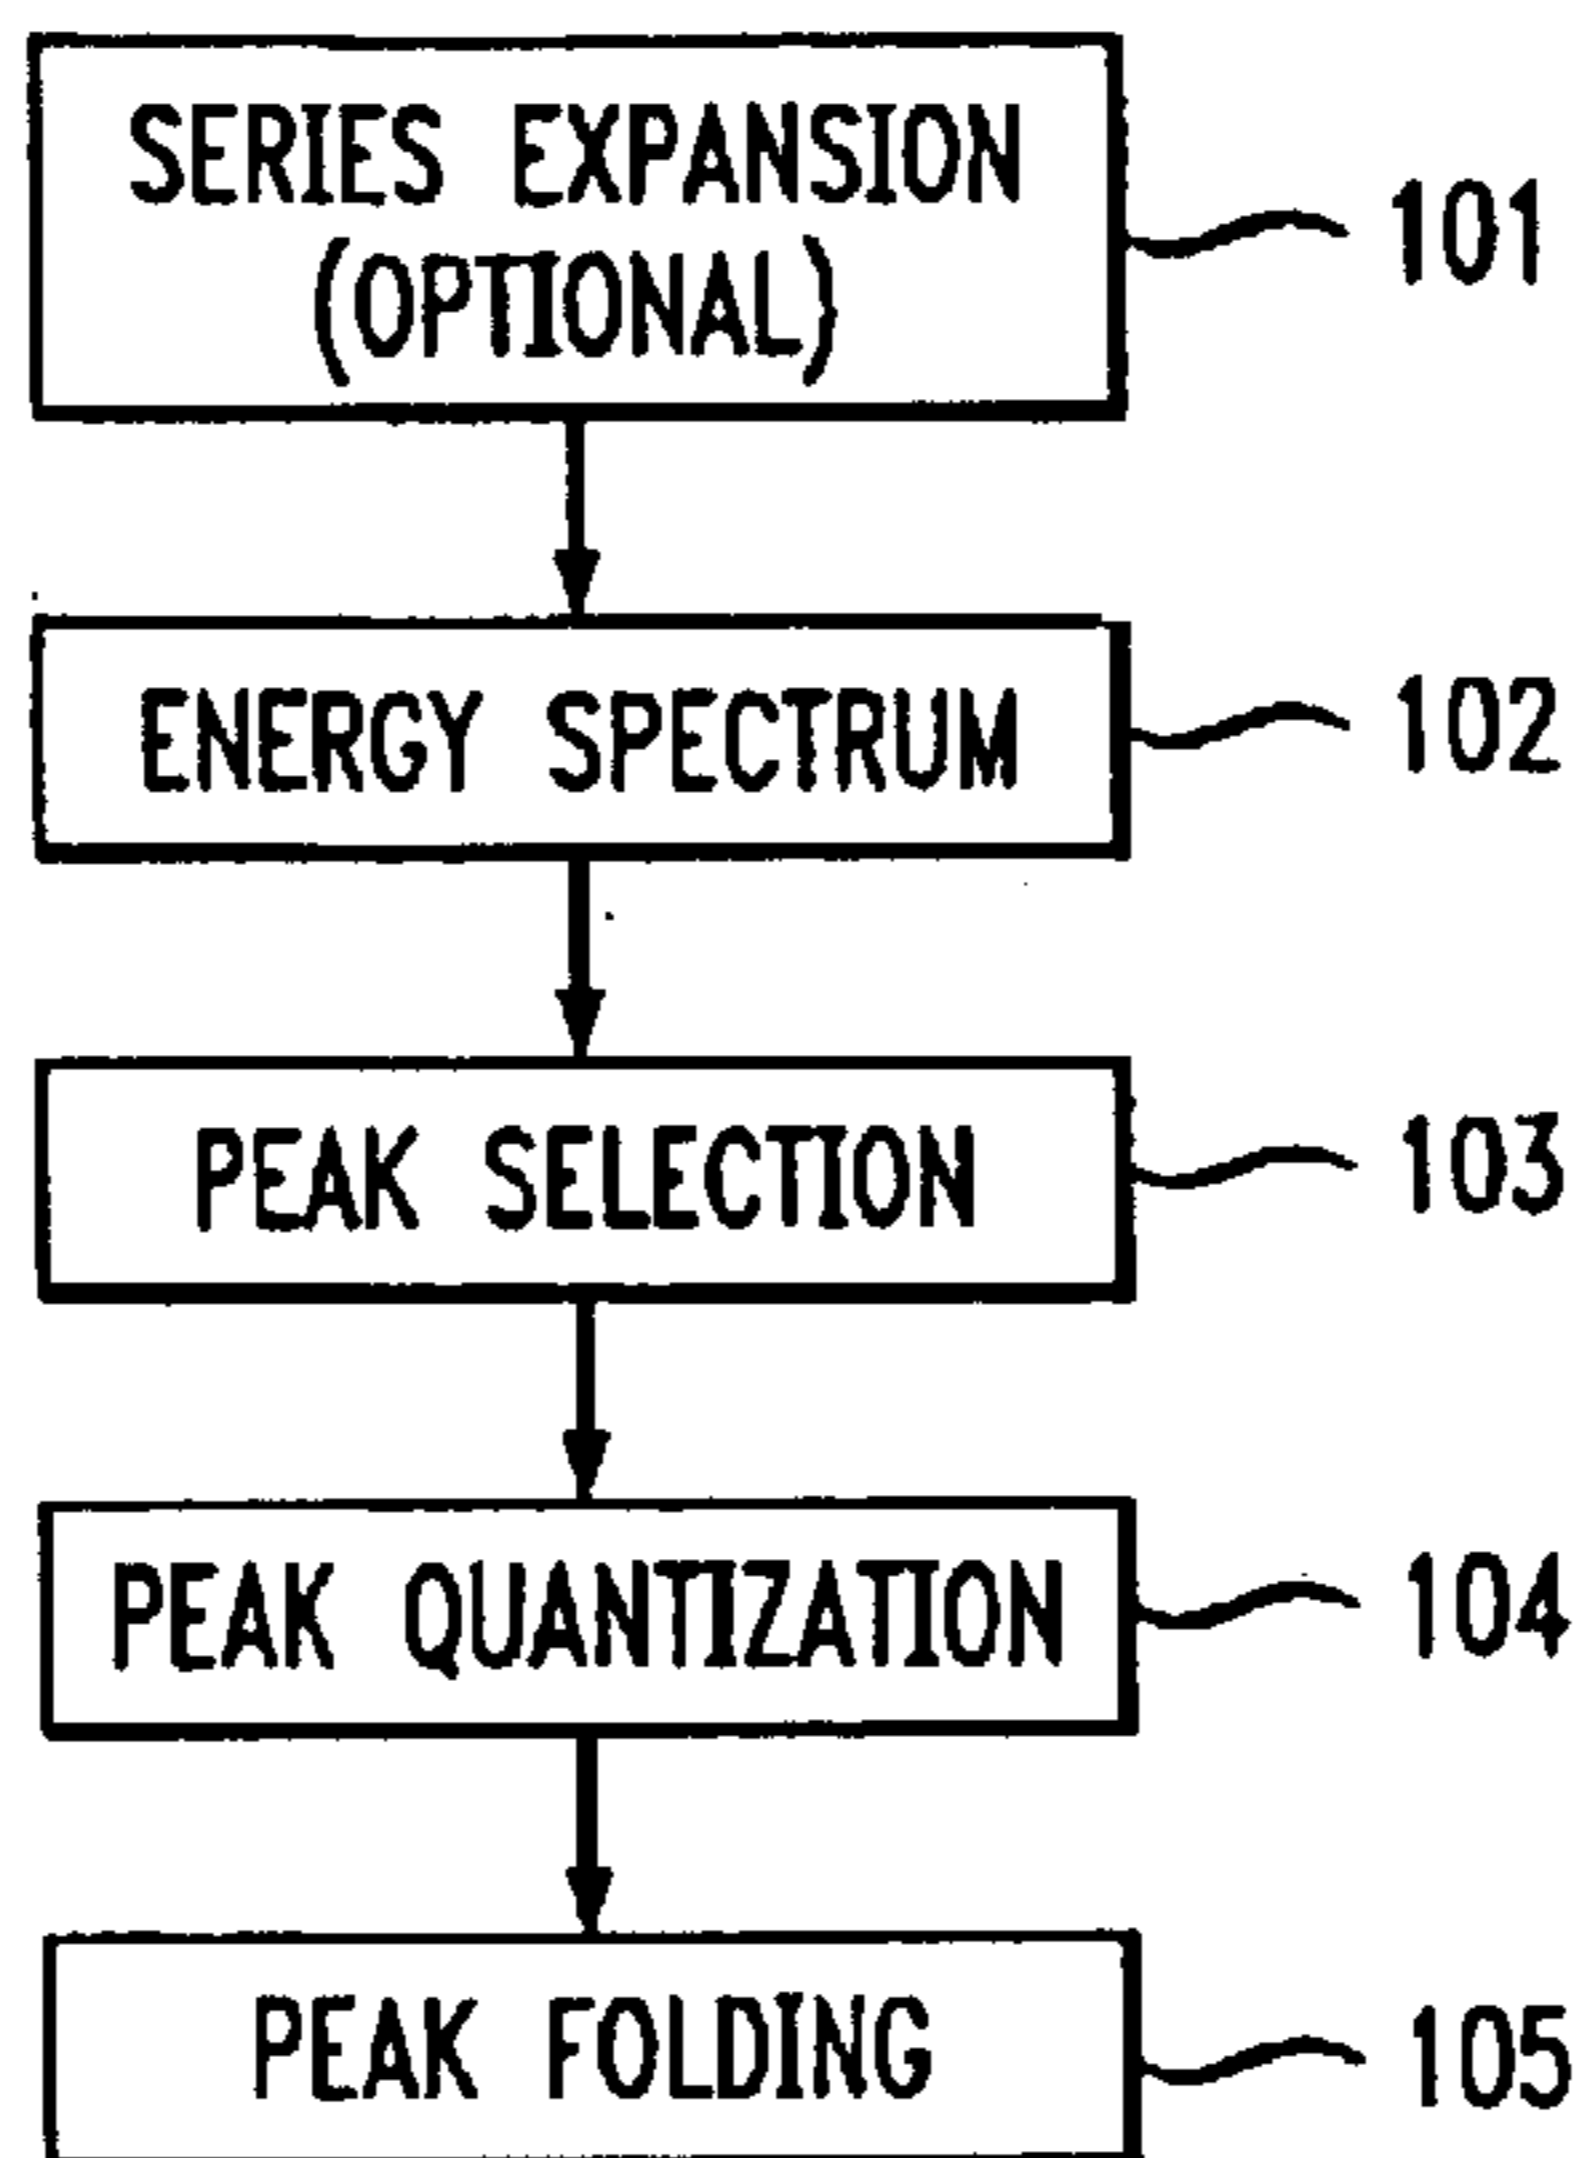 SERIES EXPANSION
(OPTIONAL)
101
ENERGY SPECTRUM
102
PEAK SELECTION
103
PEAK QUANTIZATION
104
PEAK FOLDING
105